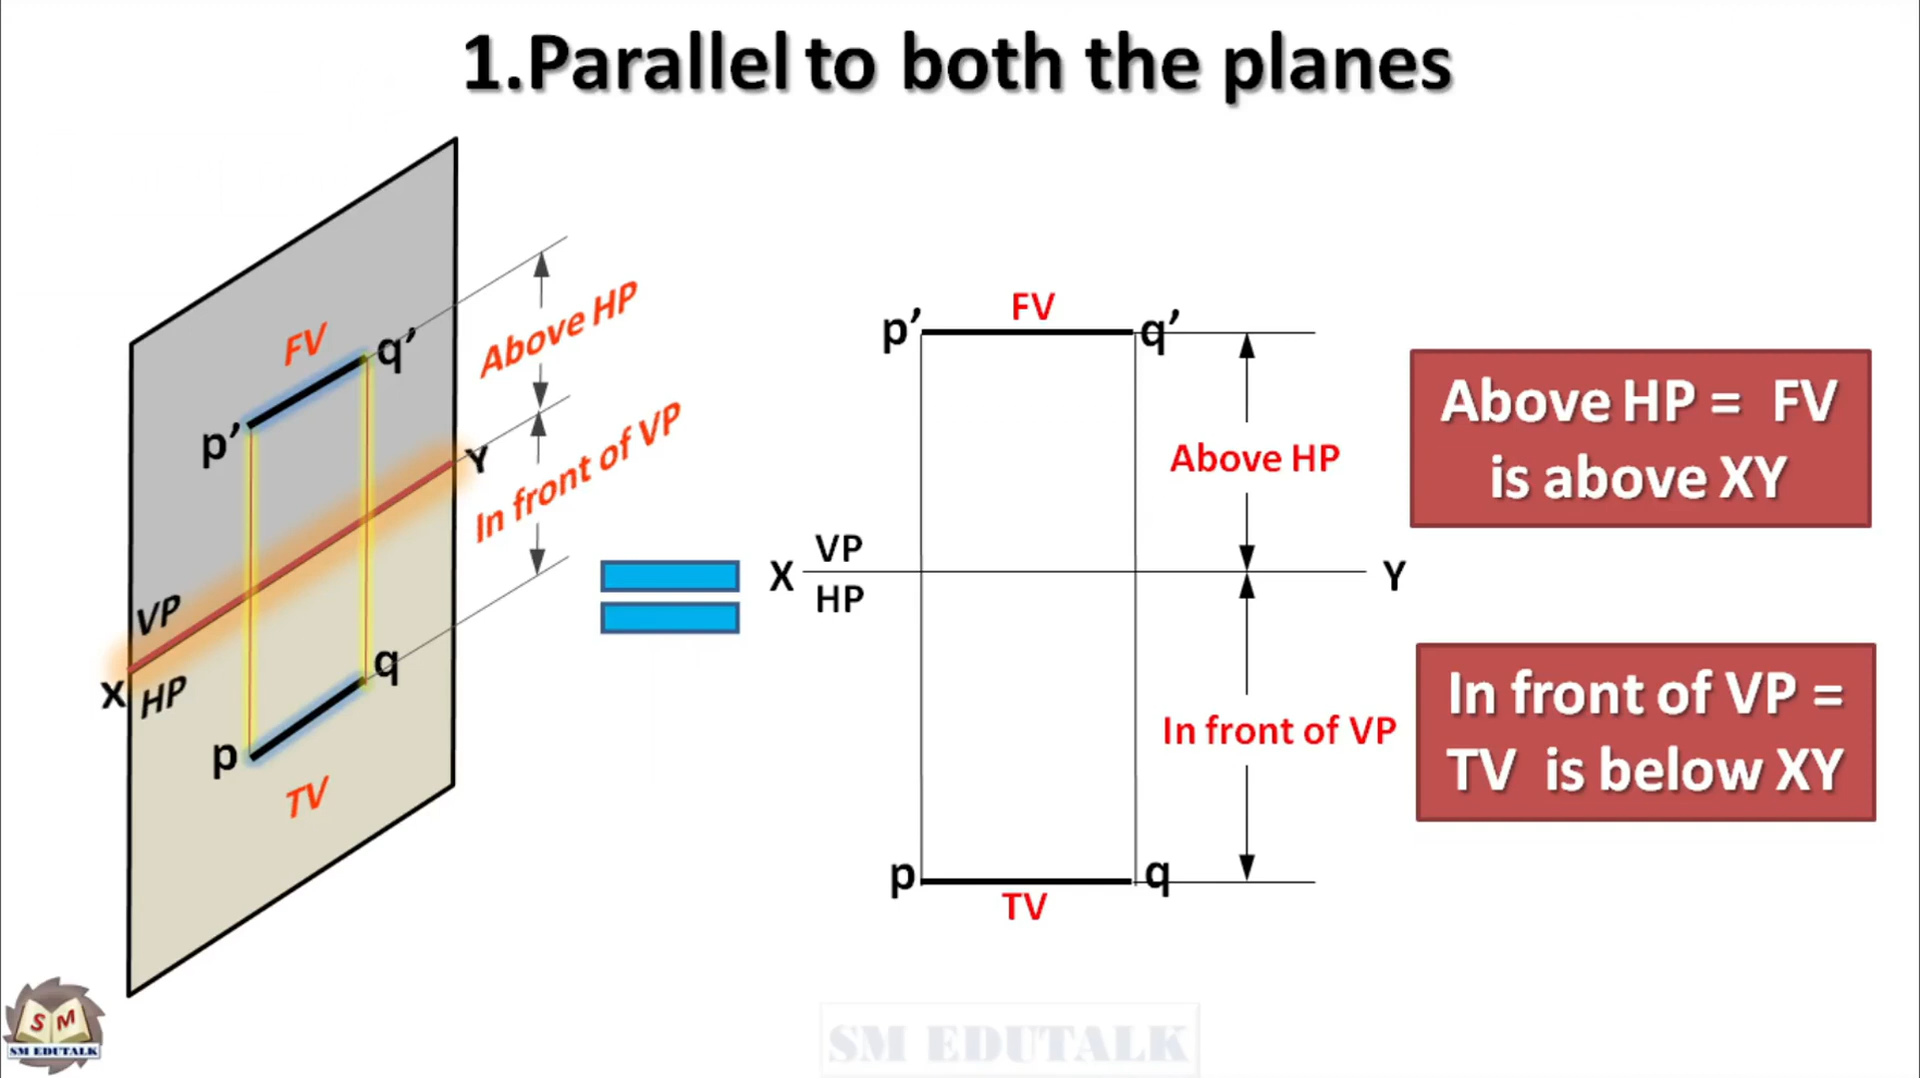 1.Parallel to both the planes
FV
p’
q’
Above HP
In front of VP
Y
VP
X
HP
p
q
TV
FV
p’
q’
Above HP
X
VP
HP
Y
In front of VP
p
q
TV
Above HP = FV
is above XY
In front of VP =
TV is below XY
S M
SM EDUTALK
SM EDUTALK